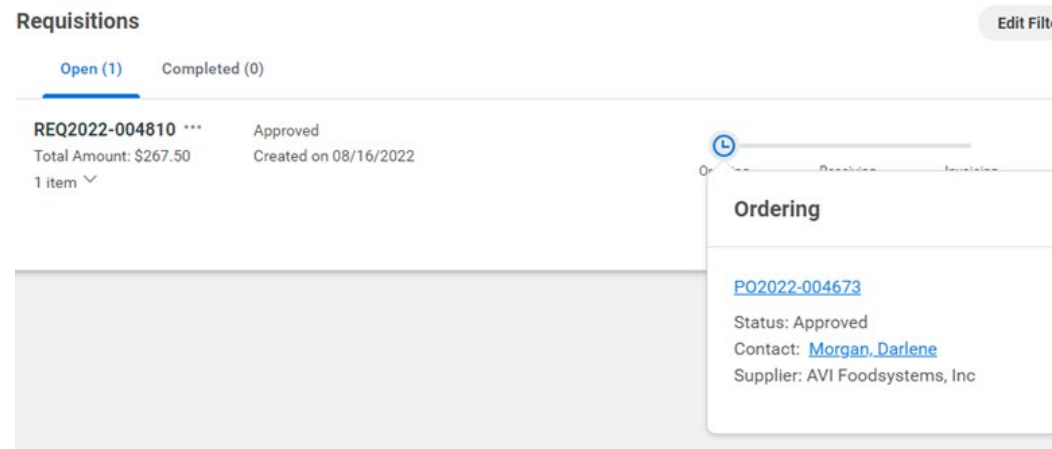 Requisitions
Edit Filte
Open (1) Completed (0)
REQ2022-004810 ...
Approved
Total Amount: $267.50
Created on 08/16/2022
1 item
Ordering
PO2022-004673
Status: Approved
Contact: Morgan, Darlene
Supplier: AVI Foodsystems, Inc